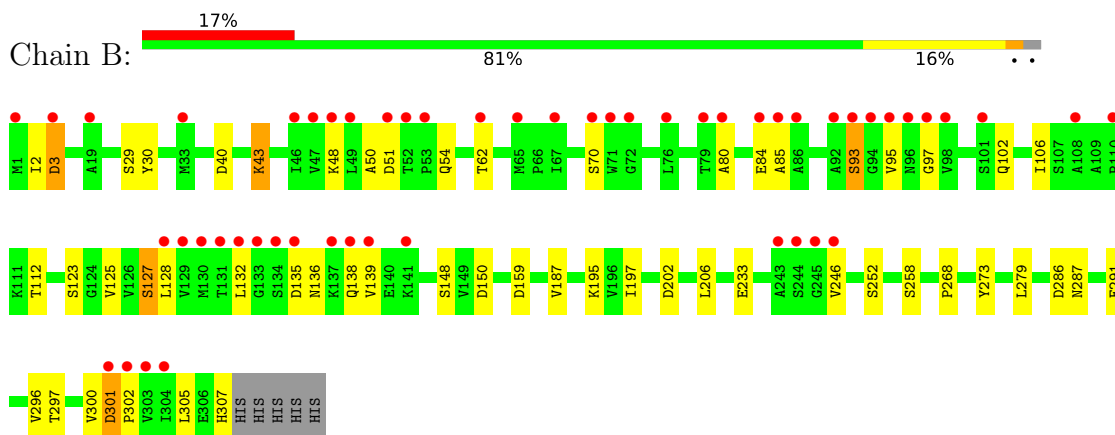 17%
Chain B:
81% 16% . .
M1 I2 D3 A19 S29 Y30 M33 D40 K43 I46 V47 K48 L49 A50 D51 T52 P53 Q54 T62 M65 P66 I67 S70 W71 G72 L76 T79 A80 E84 A85 A86 A92 S93 G94 V95 N96 G97 V98 S101 Q102 I106 S107 A108 A109
K111 T112 S123 G124 V125 V126 S127 L128 V129 M130 T131 L132 G133 S134 D135 N136 K137 Q138 V139 E140 K141 S148 V149 D150 D159 V187 K195 V196 I197 D202 L206 E233 A243 S244 G245 V246 S252 S258 P268 Y273 L279 D286 N287
V296 T297 V300 D301 P302 V303 I304 L305 E306 H307 HIS HIS HIS HIS HIS